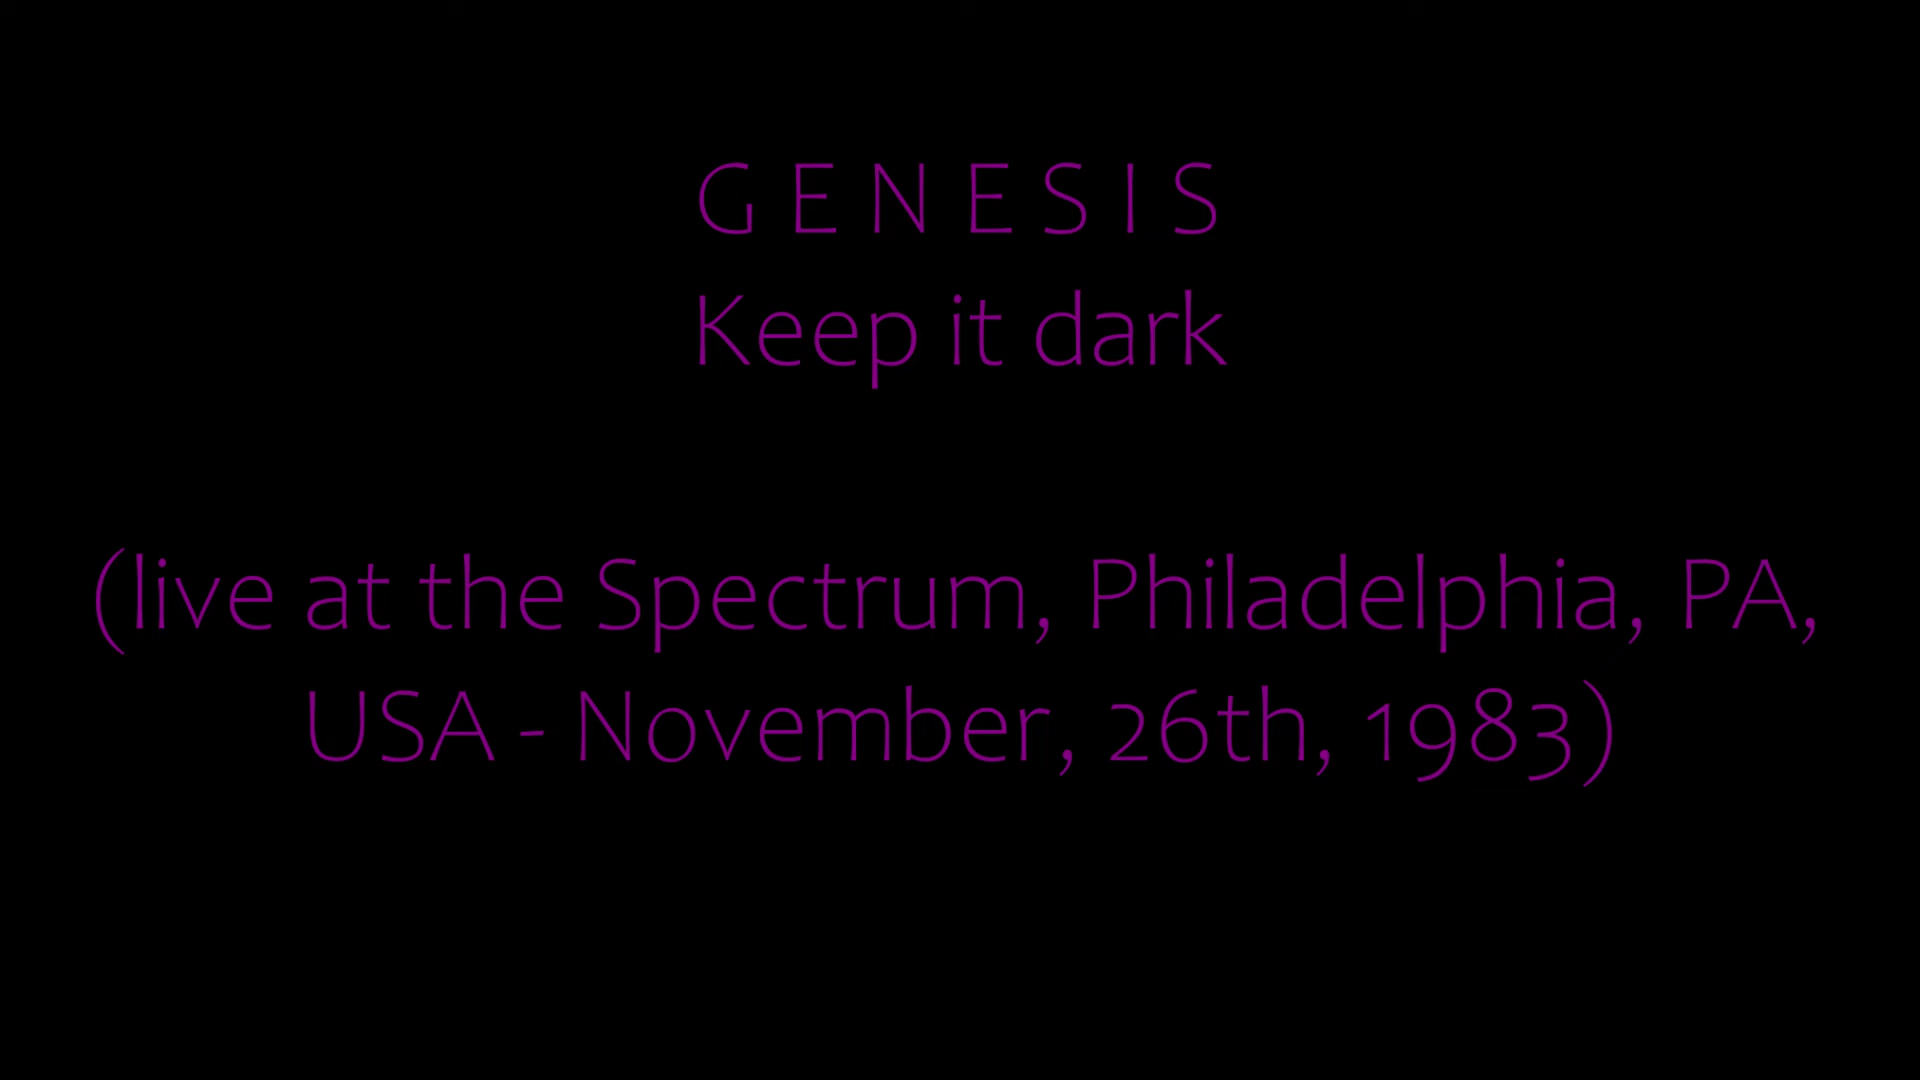 G E N E S I S
Keep it dark
(live at the Spectrum, Philadelphia, PA,
USA - November, 26th, 1983)